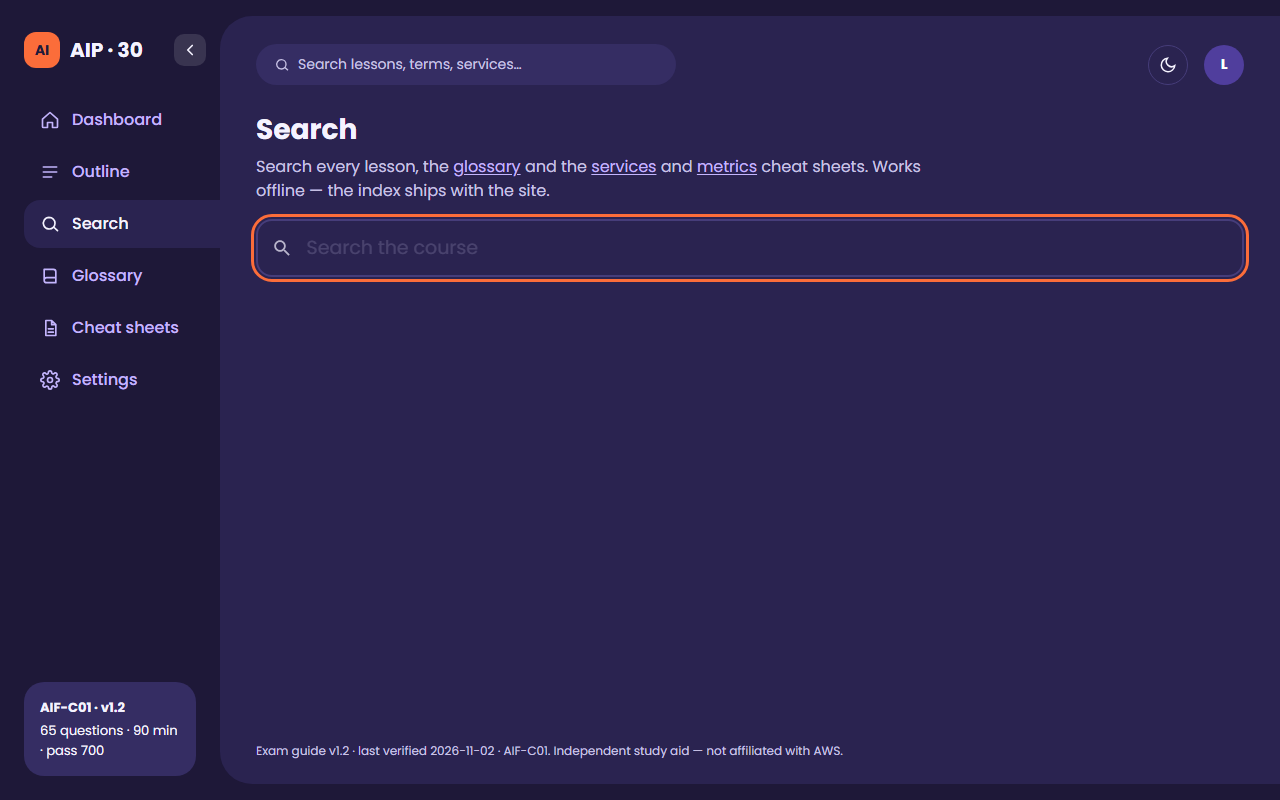 AI
AIP · 30
Dashboard
Outline
Search
Glossary
Cheat sheets
Settings
AIF-C01 · v1.2
65 questions · 90 min
· pass 700
Search lessons, terms, services…
L
Search
Search every lesson, the glossary and the services and metrics cheat sheets. Works
offline — the index ships with the site.
Search the course
Exam guide v1.2 · last verified 2026-11-02 · AIF-C01. Independent study aid — not affiliated with AWS.